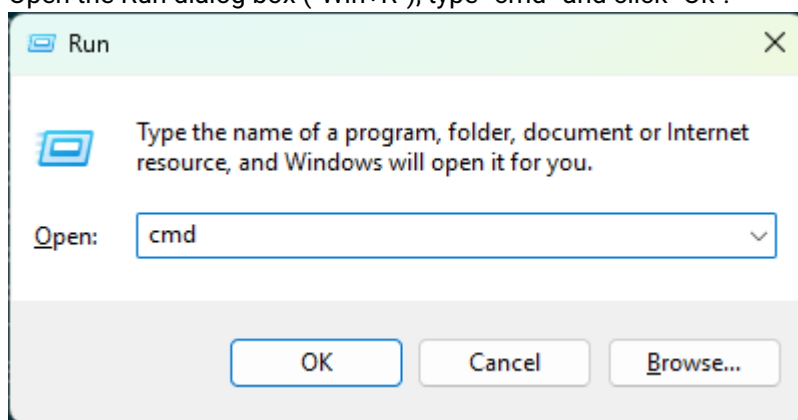 Open the Run dialog box ("Win+R"), type "cmd" and click "Ok".
Run
Type the name of a program, folder, document or Internet
resource, and Windows will open it for you.
Open:
cmd
OK
Cancel
Browse...